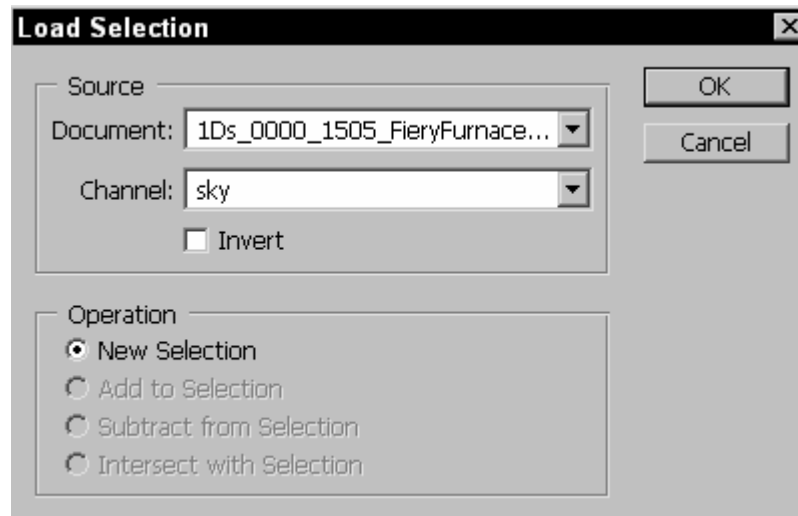 Load Selection
Source
OK
Document: 1Ds_0000_1505_FieryFurnace...
Cancel
Channel: sky
Invert
Operation
New Selection
Add to Selection
Subtract from Selection
Intersect with Selection